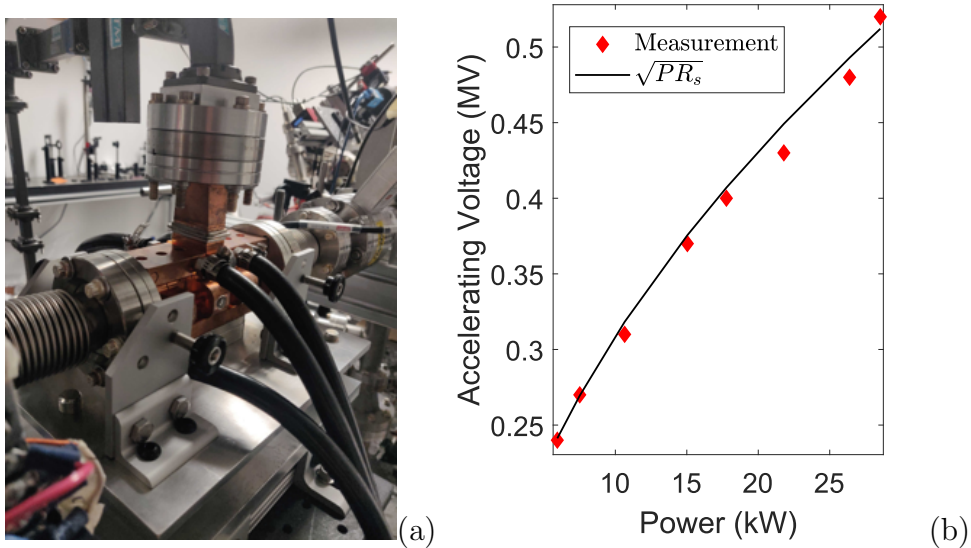 Measurement
√PRₛ
0.5
0.45
0.4
0.35
0.3
0.25
Accelerating Voltage (MV)
10 15 20 25
Power (kW)
(a)
(b)